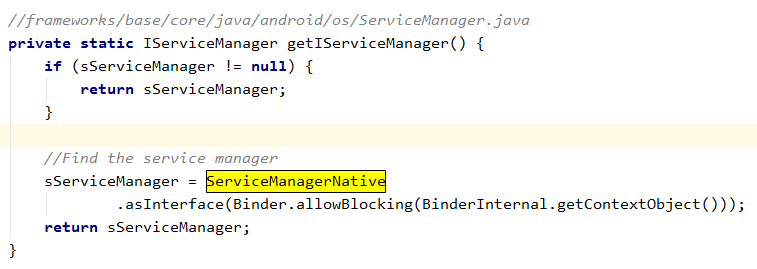 //frameworks/base/core/java/android/os/ServiceManager.java
private static IServiceManager getIServiceManager() {
    if (sServiceManager != null) {
        return sServiceManager;
    }
    //Find the service manager
    sServiceManager = ServiceManagerNative
            .asInterface(Binder.allowBlocking(BinderInternal.getContextObject()));
    return sServiceManager;
}